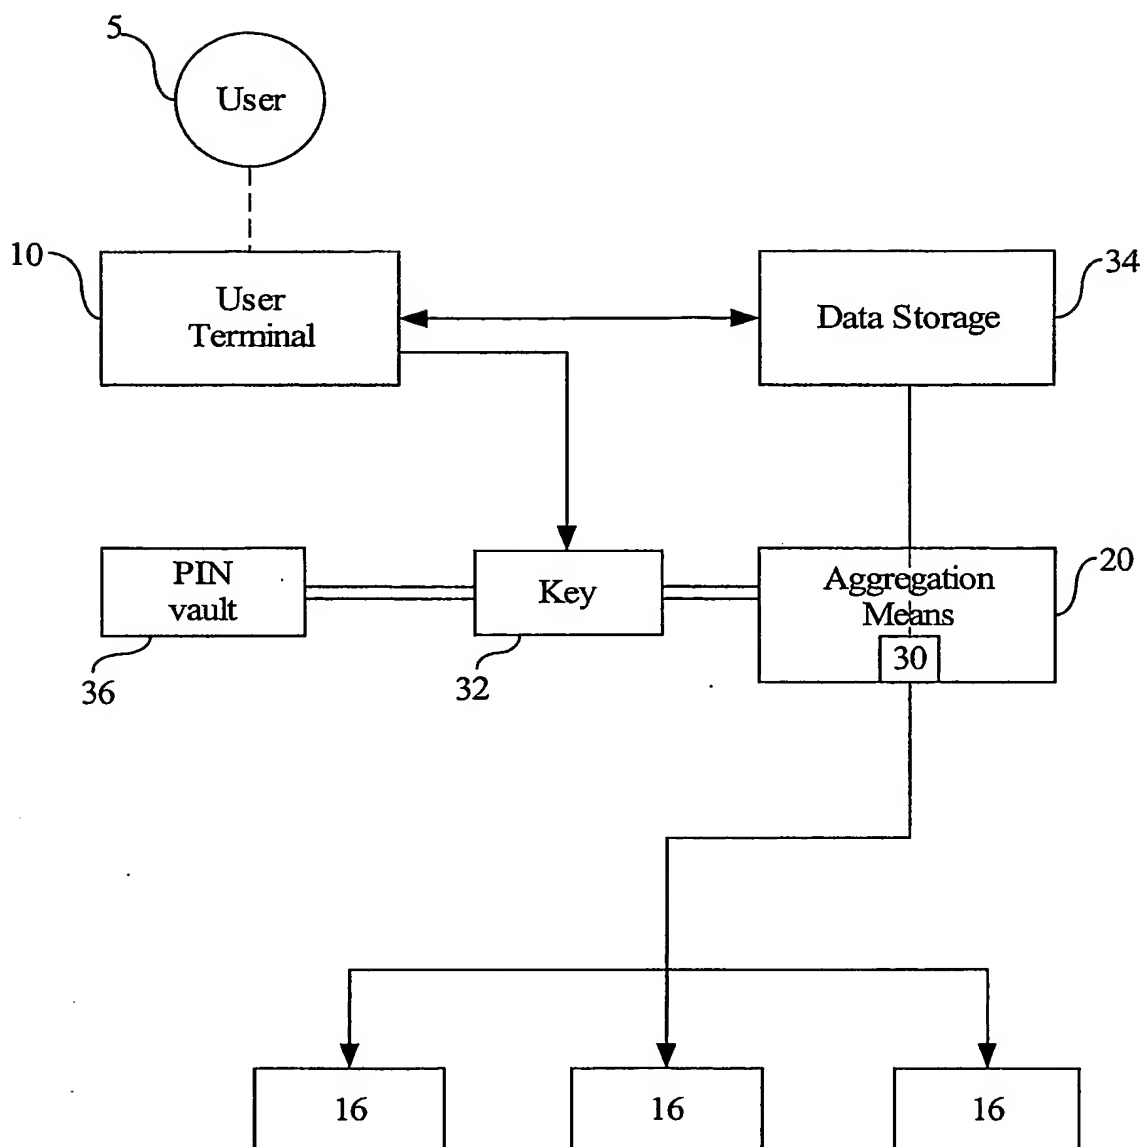 5
User
10
User
Terminal
34
Data Storage
PIN
vault
36
Key
32
Aggregation
Means
20
30
16
16
16